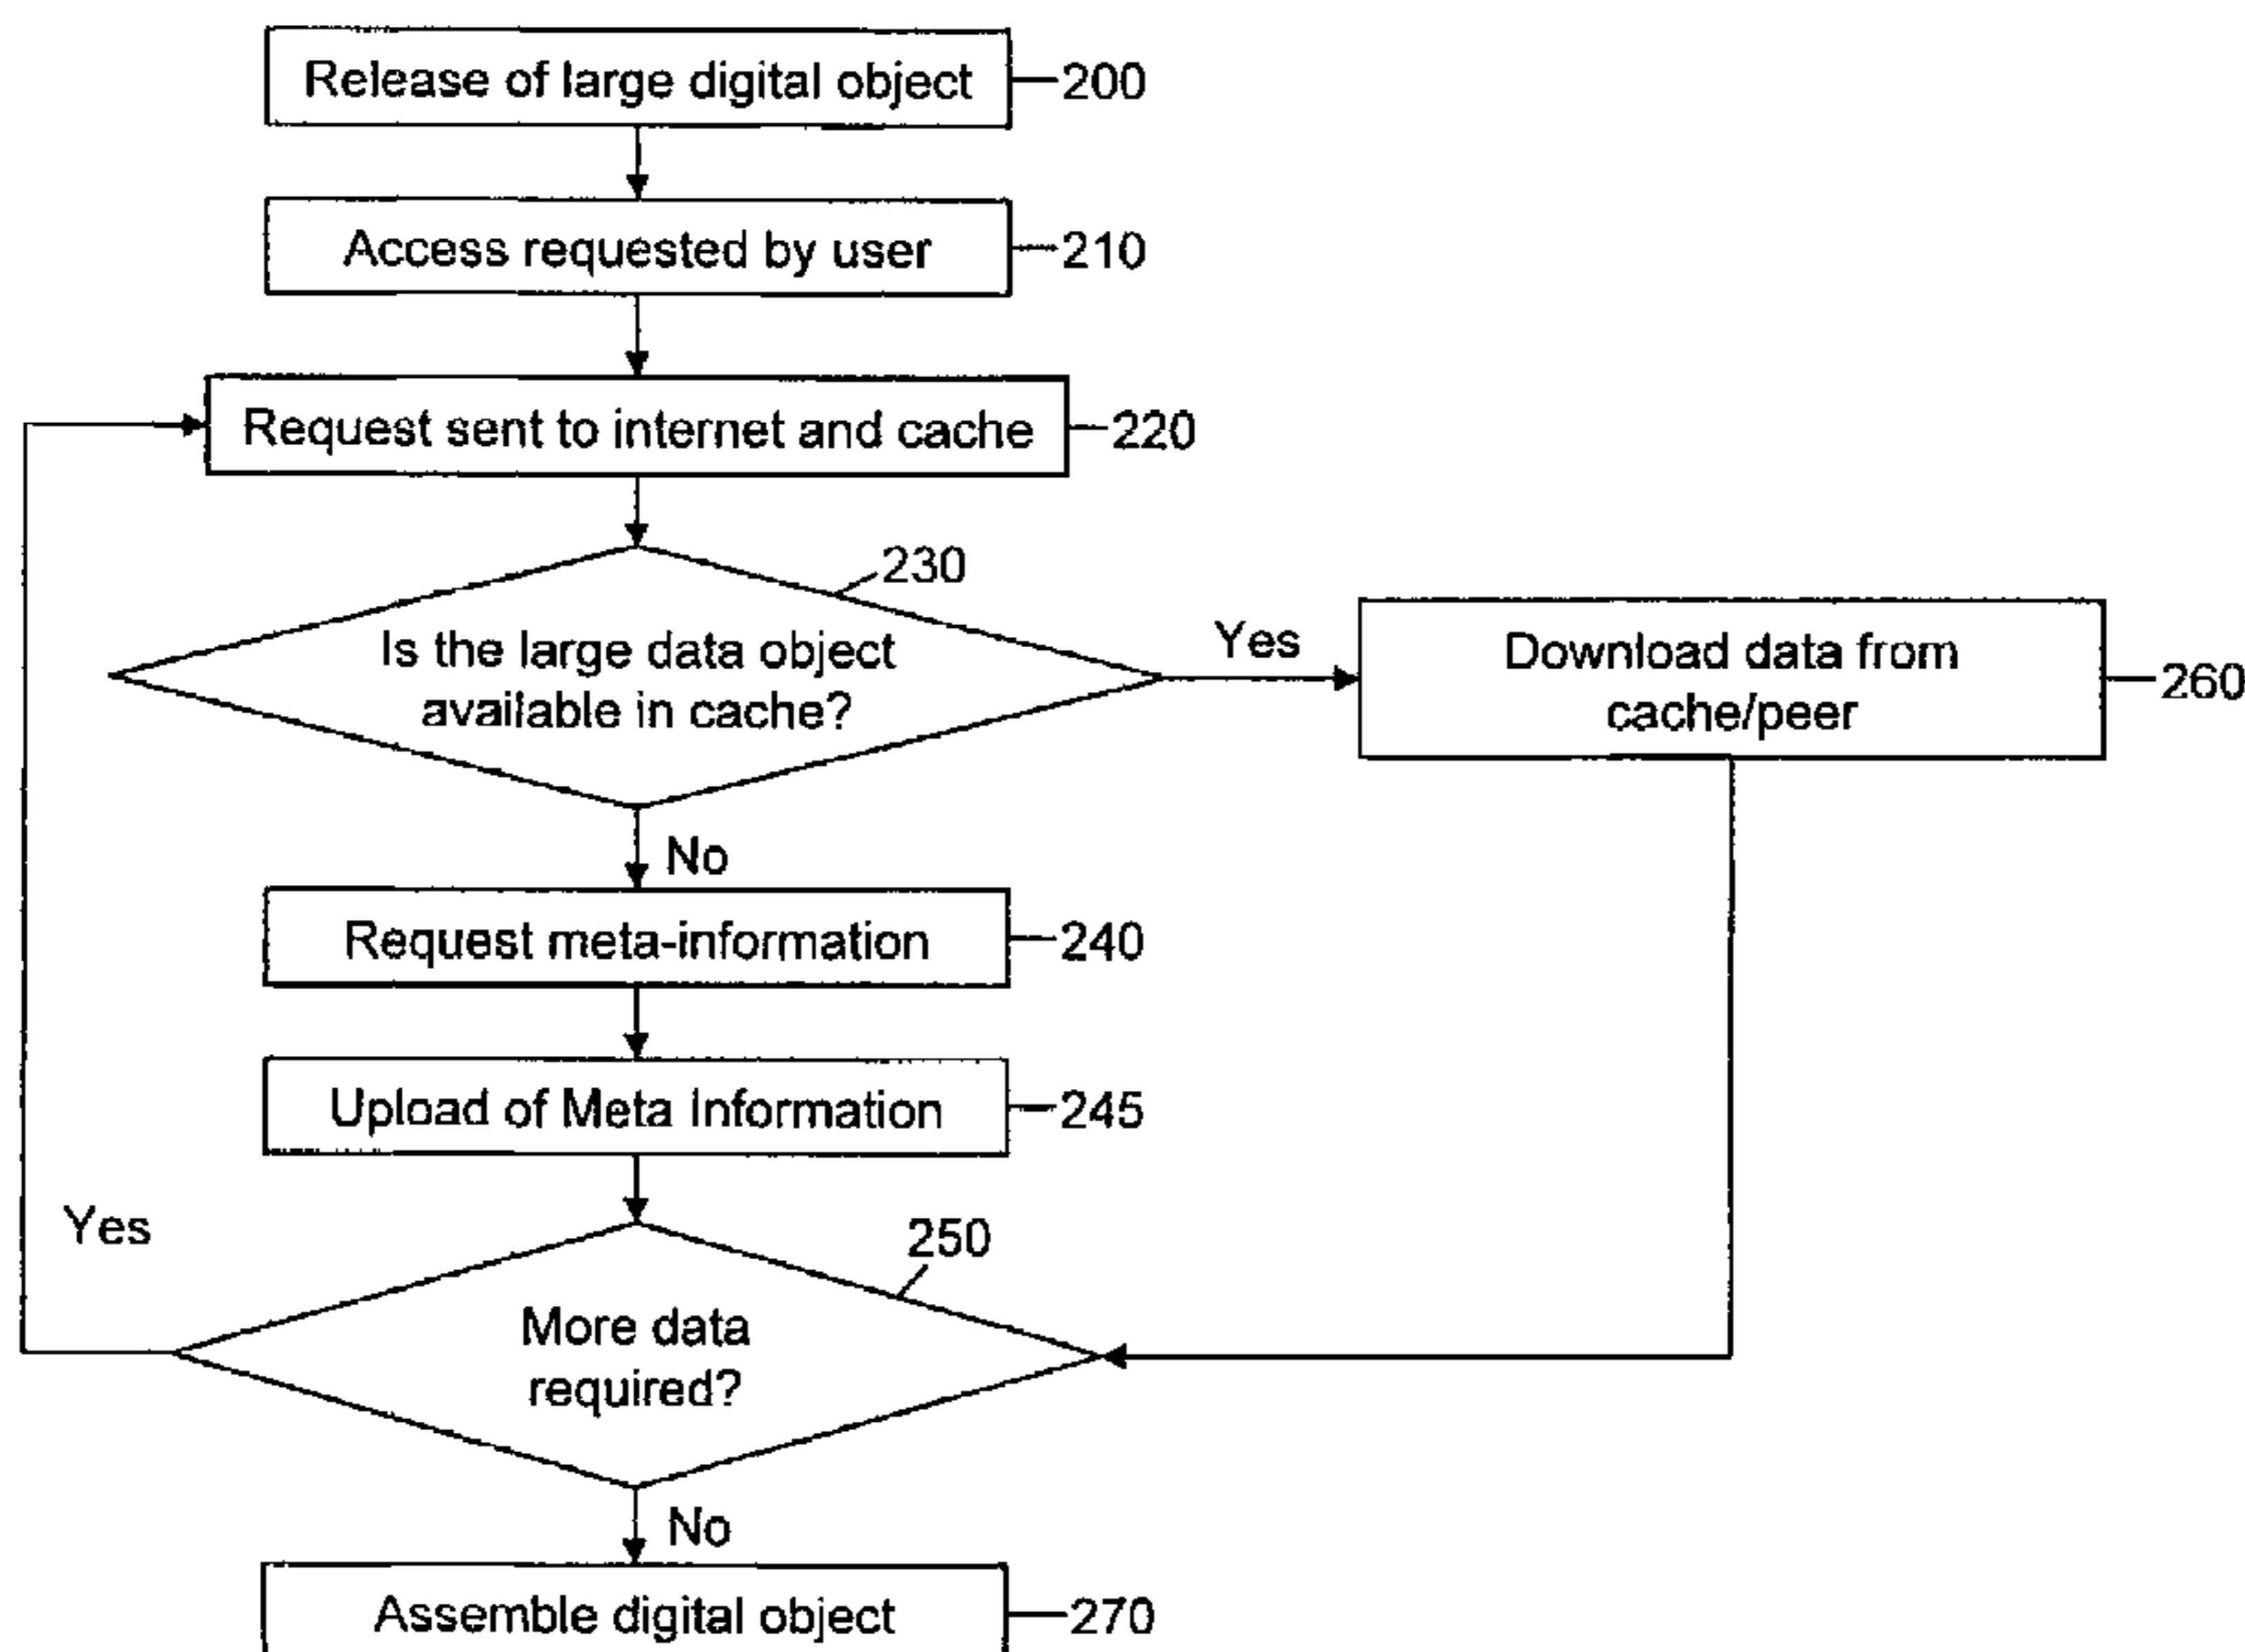 Release of large digital object
200
Access requested by user
210
Request sent to internet and cache
220
230
Is the large data object
available in cache?
Yes
Download data from
cache/peer
260
No
Request meta-information
240
Upload of Meta Information
245
Yes
250
More data
required?
No
Assemble digital object
270